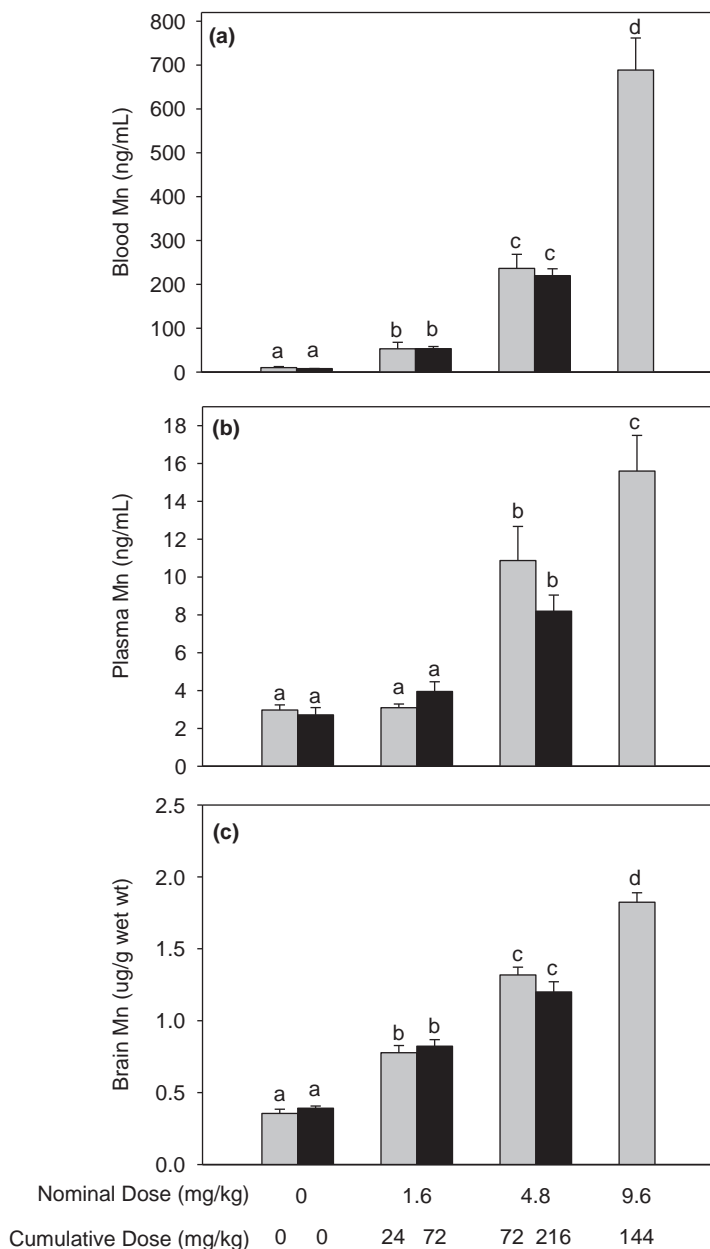 (a)
Blood Mn (ng/mL)
800
700
600
500
400
300
200
100
0
a a b b c c d
(b)
Plasma Mn (ng/mL)
18
16
14
12
10
8
6
4
2
0
a a a a b b c
(c)
Brain Mn (ug/g wet wt)
2.5
2.0
1.5
1.0
0.5
0.0
a a b b c c d
Nominal Dose (mg/kg) 0 1.6 4.8 9.6
Cumulative Dose (mg/kg) 0 0 24 72 72 216 144